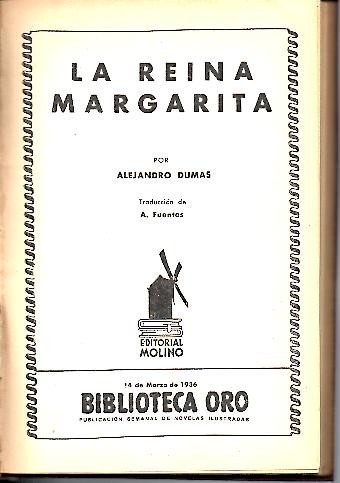 LA REINA
MARGARITA
POR
ALEJANDRO DUMAS
Traducción de
A. Fuentes
EDITORIAL
MOLINO
14 de Marzo de 1936
BIBLIOTECA ORO
PUBLICACION SEMANAL DE NOVELAS ILUSTRADAS